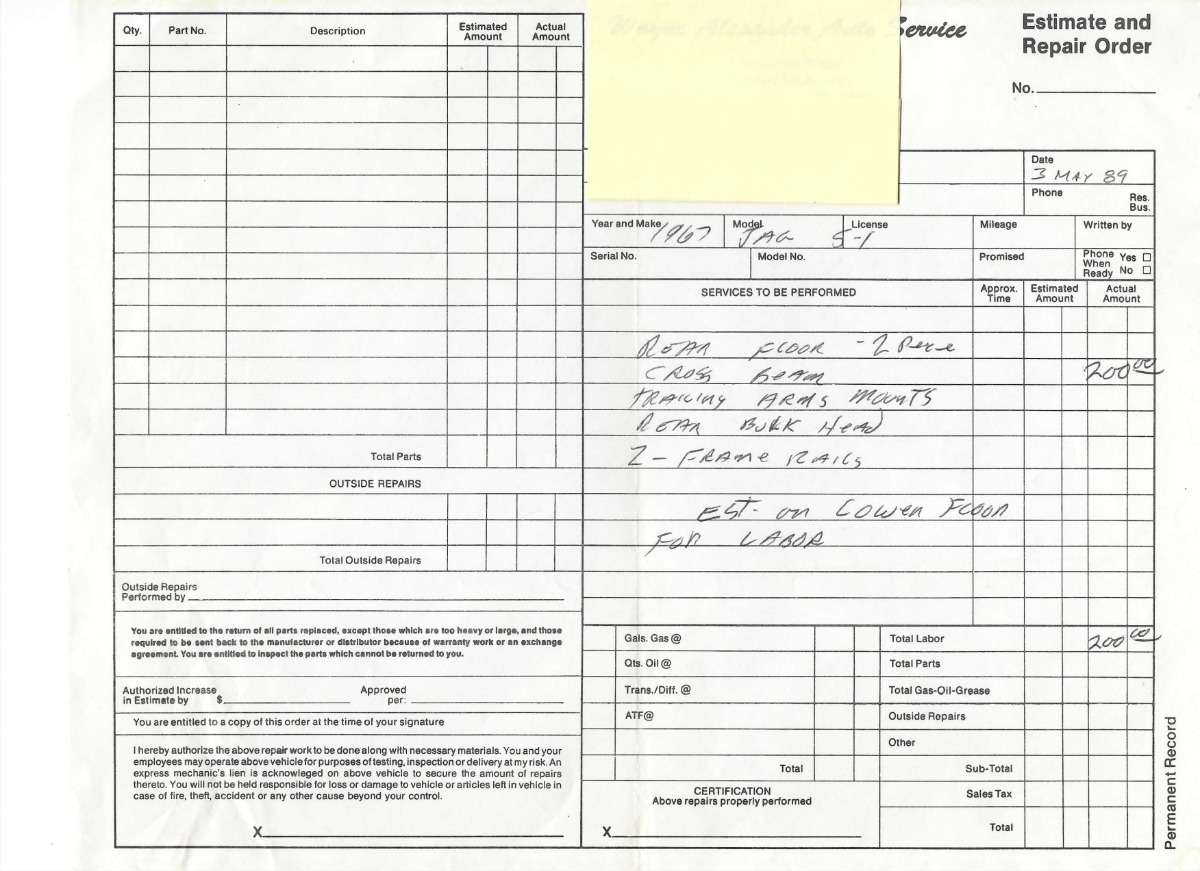 Qty. Part No. Description Estimated Amount Actual Amount
Total Parts
OUTSIDE REPAIRS
Total Outside Repairs
Outside Repairs
Performed by
You are entitled to the return of all parts replaced, except those which are too heavy or large, and those
required to be sent back to the manufacturer or distributor because of warranty work or an exchange
agreement. You are entitled to inspect the parts which cannot be returned to you.
Authorized Increase
in Estimate by $
Approved
per:
You are entitled to a copy of this order at the time of your signature
I hereby authorize the above repair work to be done along with necessary materials. You and your
employees may operate above vehicle for purposes of testing, inspection or delivery at my risk. An
express mechanic's lien is acknowleged on above vehicle to secure the amount of repairs
thereto. You will not be held responsible for loss or damage to vehicle or articles left in vehicle in
case of fire, theft, accident or any other cause beyond your control.
X
Wayne Alexander Auto Service
Estimate and
Repair Order
No.
Date
3 MAY 89
Phone Res.
Bus.
Year and Make 1967 Model JAG S-1 License Mileage Written by
Serial No. Model No. Promised Phone When Ready Yes No
SERVICES TO BE PERFORMED Approx. Time Estimated Amount Actual Amount
REAR FLOOR - 2
CROSS BEAM 200 00
TRAILING ARMS MOUNTS
REAR BULK HEAD
2 - FRAME RAILS
EST- on LOWER FLOOR
FOR LABOR
Gals. Gas @
Qts. Oil @
Trans./Diff. @
ATF@
Total
Total Labor 200 00
Total Parts
Total Gas-Oil-Grease
Outside Repairs
Other
Sub-Total
Sales Tax
Total
CERTIFICATION
Above repairs properly performed
X
Permanent Record